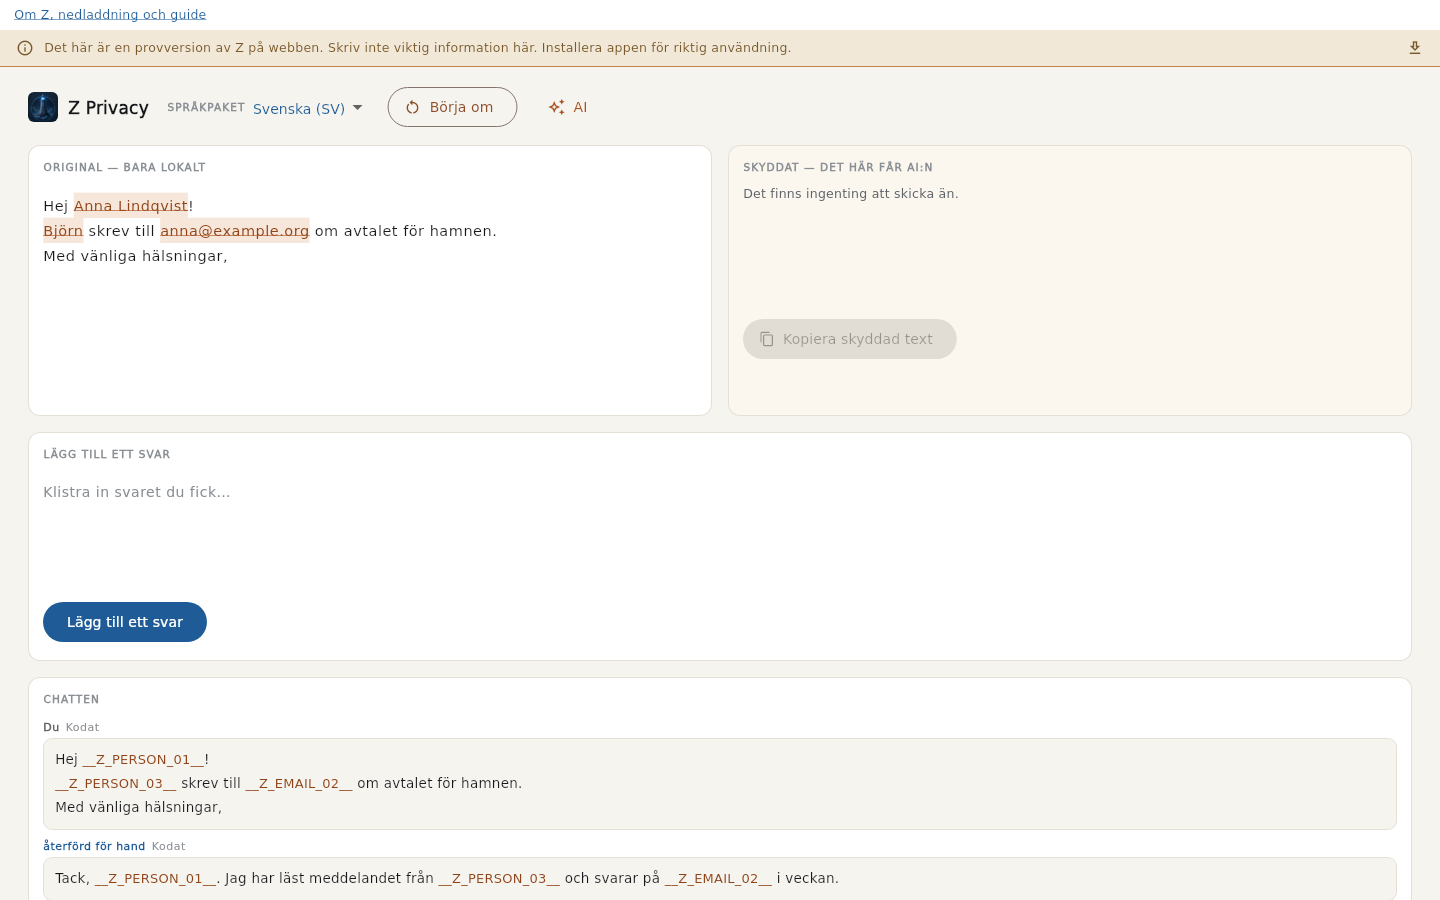 Om Z, nedladdning och guide
Det här är en provversion av Z på webben. Skriv inte viktig information här. Installera appen för riktig användning.
Z Privacy
SPRÅKPAKET Svenska (SV)
Börja om
AI
ORIGINAL — BARA LOKALT
Hej Anna Lindqvist!
Björn skrev till anna@example.org om avtalet för hamnen.
Med vänliga hälsningar,
SKYDDAT — DET HÄR FÅR AI:N
Det finns ingenting att skicka än.
Kopiera skyddad text
LÄGG TILL ETT SVAR
Klistra in svaret du fick...
Lägg till ett svar
CHATTEN
Du Kodat
Hej __Z_PERSON_01__!
__Z_PERSON_03__ skrev till __Z_EMAIL_02__ om avtalet för hamnen.
Med vänliga hälsningar,
återförd för hand Kodat
Tack, __Z_PERSON_01__. Jag har läst meddelandet från __Z_PERSON_03__ och svarar på __Z_EMAIL_02__ i veckan.